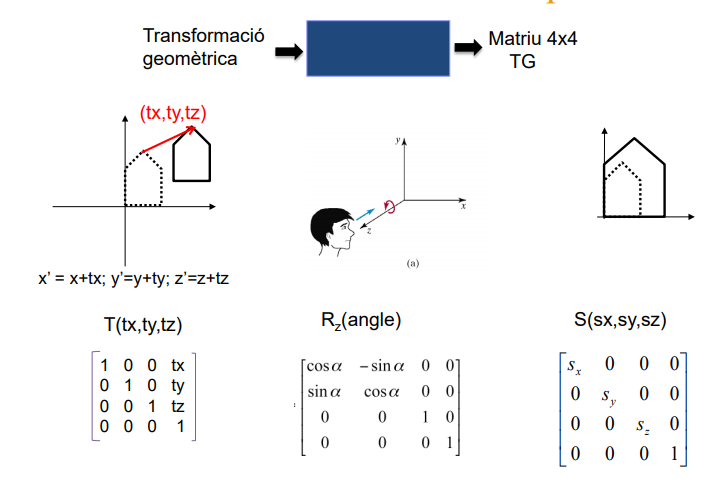 Transformació
geomètrica
Matriu 4x4
TG
(tx,ty,tz)
y
x
z
(a)
x' = x+tx; y'=y+ty; z'=z+tz
T(tx,ty,tz)
1 0 0 tx
0 1 0 ty
0 0 1 tz
0 0 0 1
Rz(angle)
cos α − sin α 0 0
sin α cos α 0 0
0 0 1 0
0 0 0 1
S(sx,sy,sz)
sx 0 0 0
0 sy 0 0
0 0 sz 0
0 0 0 1